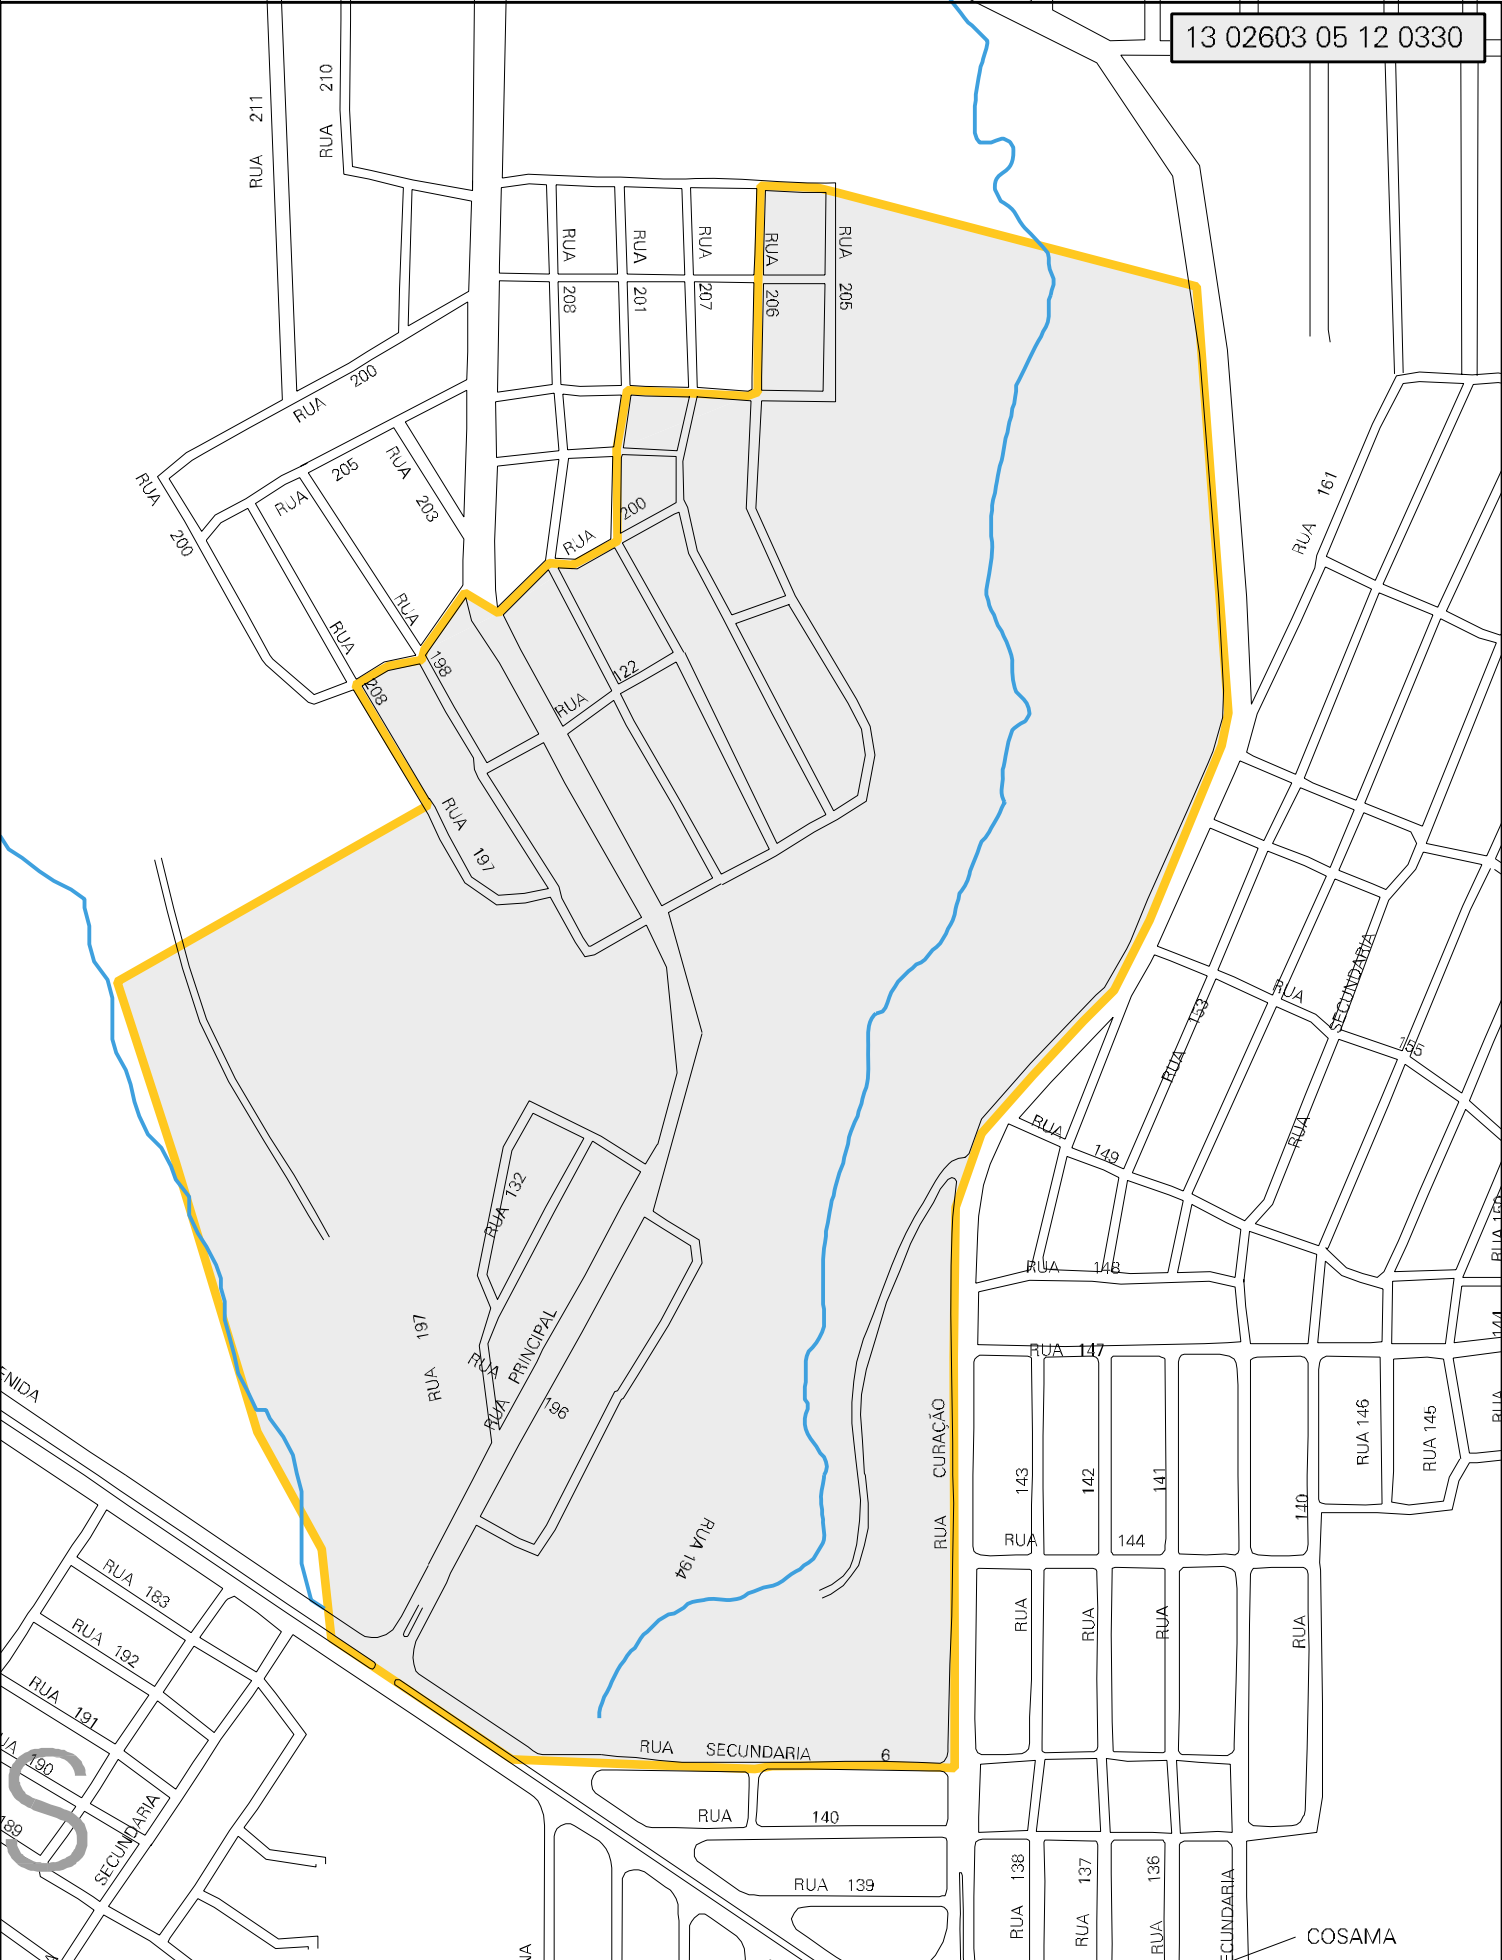 13 02603 05 12 0330
RUA 211
RUA 210
RUA 208
RUA 201
RUA 207
RUA 206
RUA 205
RUA 200
RUA 205
RUA 203
RUA 200
RUA 200
RUA 161
RUA 198
RUA 208
RUA 122
RUA 197
SECUNDARIA
RUA 153
RUA 155
RUA
RUA 149
RUA 132
RUA 148
RUA 147
RUA 197
RUA PRINCIPAL
RUA 196
RUA CURAÇÃO
RUA 146
RUA 145
144
RUA
ENIDA
143
142
141
140
RUA 144
RUA 194
RUA 183
RUA 192
RUA 191
190
189
S
SECUNDARIA
RUA
RUA
RUA
RUA
RUA SECUNDARIA 6
RUA 140
RUA 139
RUA 138
RUA 137
RUA 136
ECUNDARIA
COSAMA
NA